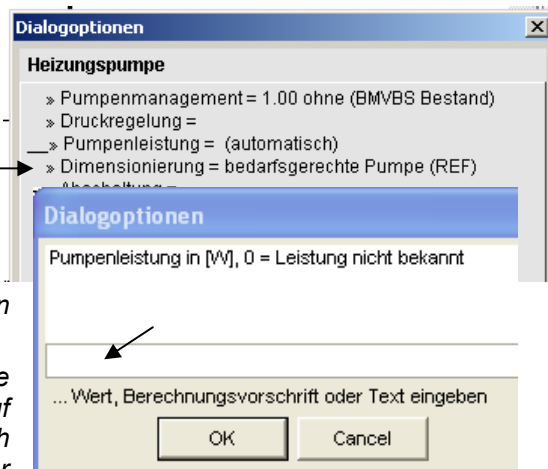 Dialogoptionen
Heizungspumpe
» Pumpenmanagement = 1.00 ohne (BMVBS Bestand)
» Druckregelung =
» Pumpenleistung = (automatisch)
» Dimensionierung = bedarfsgerechte Pumpe (REF)
Dialogoptionen
Pumpenleistung in [W], 0 = Leistung nicht bekannt
... Wert, Berechnungsvorschrift oder Text eingeben
OK Cancel